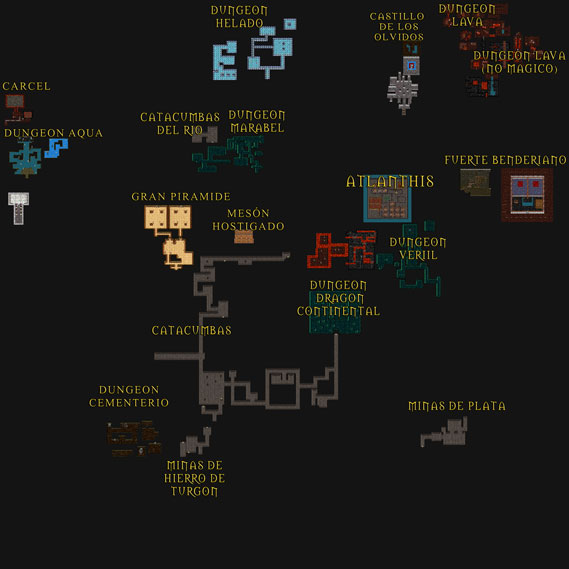 DUNGEON
HELADO
CASTILLO
DE LOS
OLVIDOS
DUNGEON
LAVA
DUNGEON LAVA
(NO MAGICO)
CARCEL
DUNGEON AQUA
CATACUMBAS
DEL RIO
DUNGEON
MARABEL
FUERTE BENDERIANO
ATLANTHIS
GRAN PIRAMIDE
MESÓN
HOSTIGADO
DUNGEON
VERIIL
DUNGEON
DRAGON
CONTINENTAL
CATACUMBAS
DUNGEON
CEMENTERIO
MINAS DE PLATA
MINAS DE
HIERRO DE
TURGON